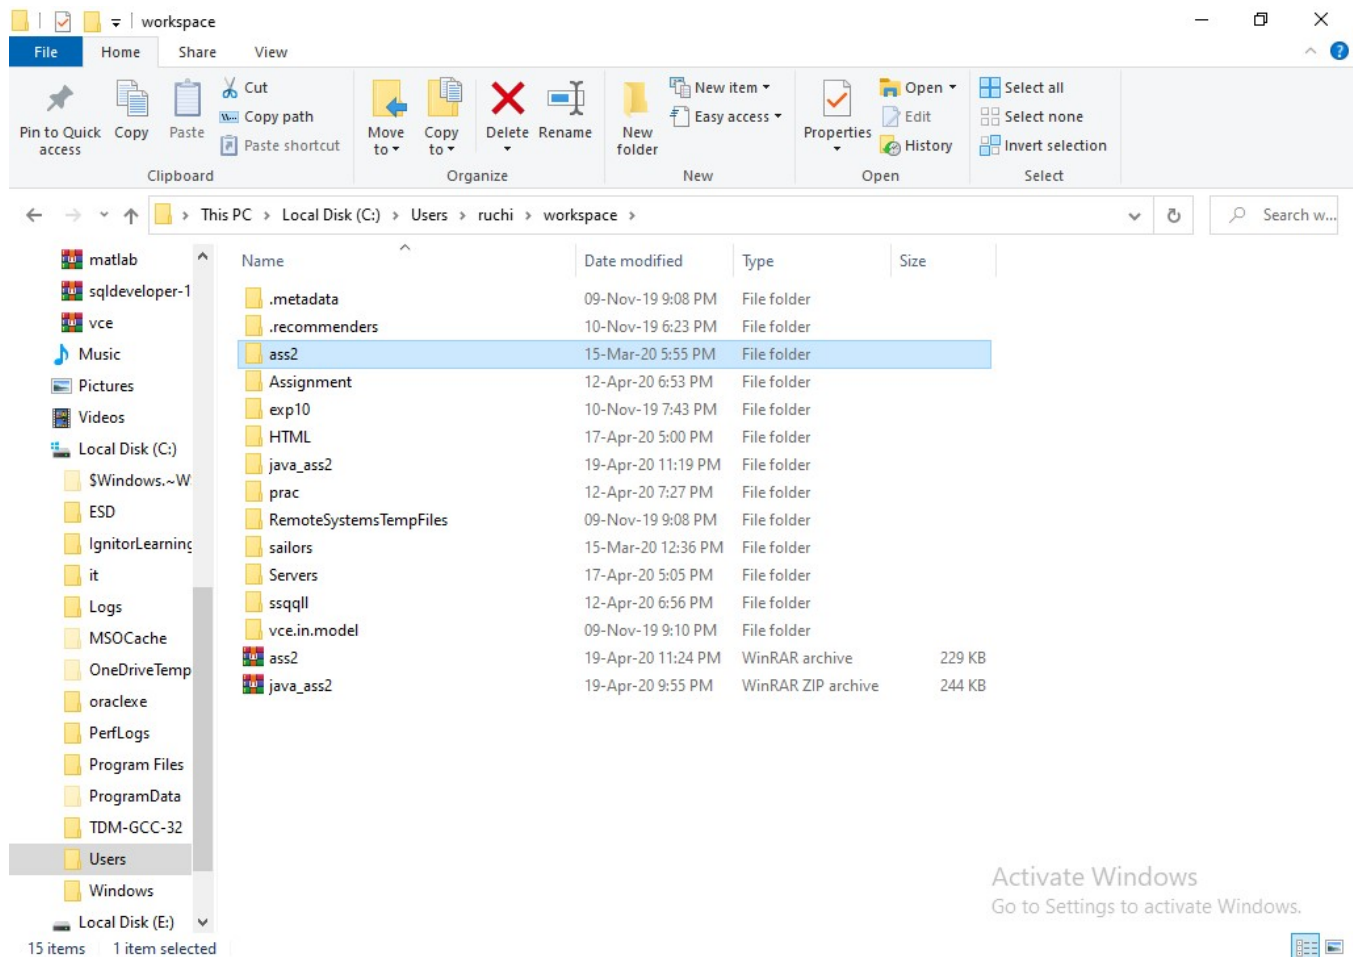 workspace
File Home Share View
Pin to Quick access
Copy
Paste
Cut
Copy path
Paste shortcut
Clipboard
Move to
Copy to
Delete
Rename
Organize
New folder
New item
Easy access
New
Properties
Open
Edit
History
Open
Select all
Select none
Invert selection
Select
This PC > Local Disk (C:) > Users > ruchi > workspace >
Search w...
matlab
sqldeveloper-1
vce
Music
Pictures
Videos
Local Disk (C:)
$Windows.~W
ESD
IgnitorLearning
it
Logs
MSOCache
OneDriveTemp
oraclexe
PerfLogs
Program Files
ProgramData
TDM-GCC-32
Users
Windows
Local Disk (E:)
Name Date modified Type Size
.metadata 09-Nov-19 9:08 PM File folder
.recommenders 10-Nov-19 6:23 PM File folder
ass2 15-Mar-20 5:55 PM File folder
Assignment 12-Apr-20 6:53 PM File folder
exp10 10-Nov-19 7:43 PM File folder
HTML 17-Apr-20 5:00 PM File folder
java_ass2 19-Apr-20 11:19 PM File folder
prac 12-Apr-20 7:27 PM File folder
RemoteSystemsTempFiles 09-Nov-19 9:08 PM File folder
sailors 15-Mar-20 12:36 PM File folder
Servers 17-Apr-20 5:05 PM File folder
ssqqll 12-Apr-20 6:56 PM File folder
vce.in.model 09-Nov-19 9:10 PM File folder
ass2 19-Apr-20 11:24 PM WinRAR archive 229 KB
java_ass2 19-Apr-20 9:55 PM WinRAR ZIP archive 244 KB
Activate Windows
Go to Settings to activate Windows.
15 items 1 item selected